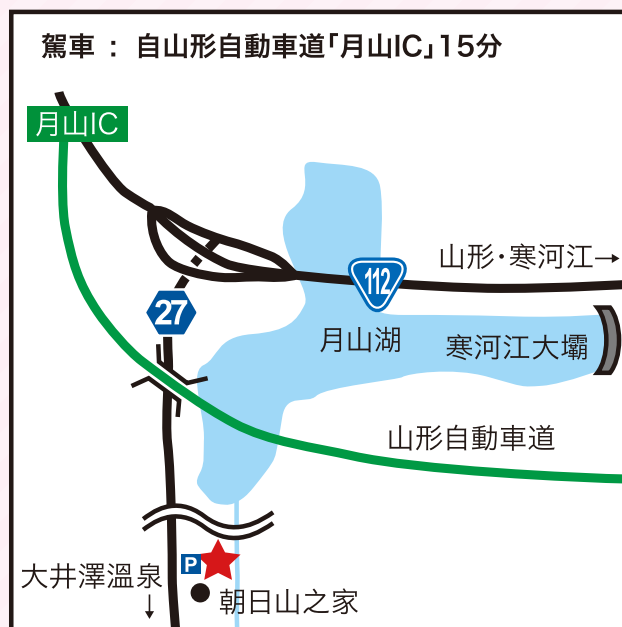 駕車 : 自山形自動車道「月山IC」15分
月山IC
山形・寒河江→
112
27
月山湖
寒河江大壩
山形自動車道
P
大井澤溫泉
↓
朝日山之家